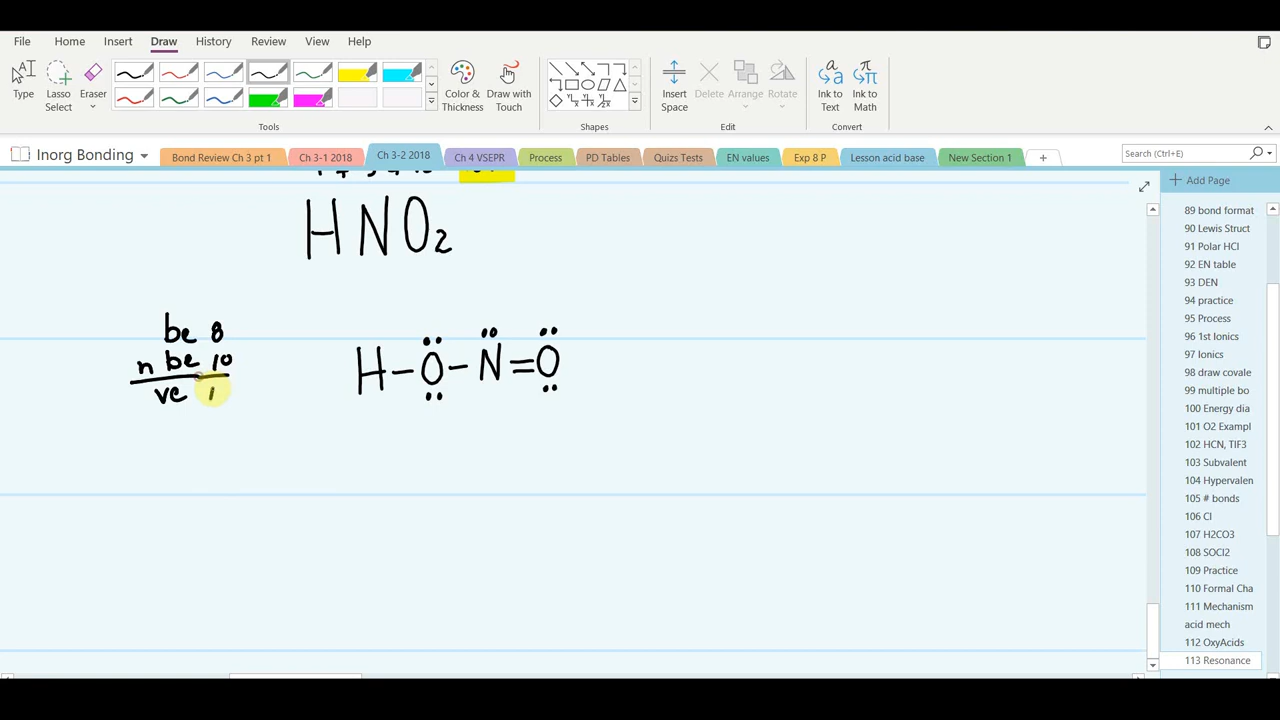 File Home Insert Draw History Review View Help
Type
Lasso Select
Eraser
Color & Thickness
Draw with Touch
Insert Space
Delete
Arrange
Rotate
Ink to Text
Ink to Math
Tools
Shapes
Edit
Convert
Inorg Bonding
Bond Review Ch 3 pt 1
Ch 3-1 2018
Ch 3-2 2018
Ch 4 VSEPR
Process
PD Tables
Quizs Tests
EN values
Exp 8 P
Lesson acid base
New Section 1
Search (Ctrl+E)
Add Page
HNO2
be 8
n be 10
ve 1
H-O-N=O
89 bond format
90 Lewis Struct
91 Polar HCl
92 EN table
93 DEN
94 practice
95 Process
96 1st Ionics
97 Ionics
98 draw covale
99 multiple bo
100 Energy dia
101 O2 Exampl
102 HCN, TIF3
103 Subvalent
104 Hypervalen
105 # bonds
106 CI
107 H2CO3
108 SOCl2
109 Practice
110 Formal Cha
111 Mechanism
acid mech
112 OxyAcids
113 Resonance